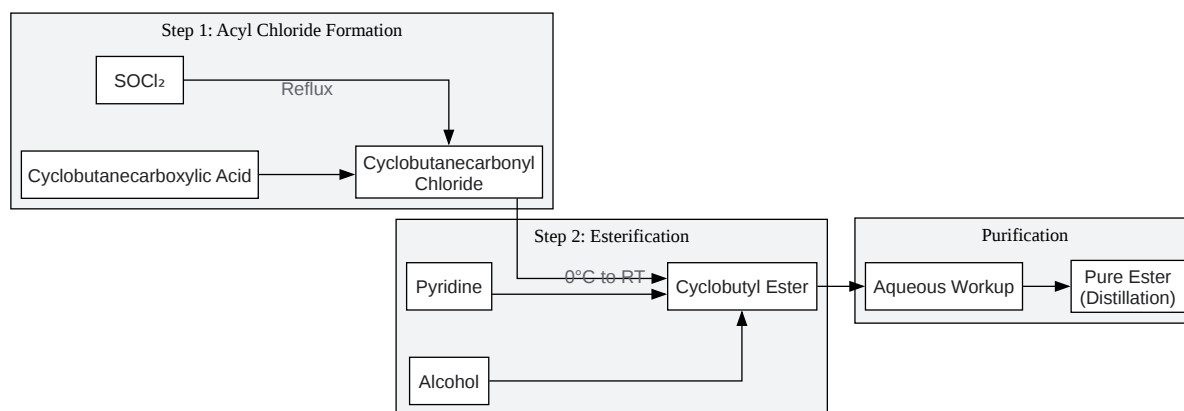 Step 1: Acyl Chloride Formation
SOCl₂
Reflux
Cyclobutanecarboxylic Acid
Cyclobutanecarbonyl
Chloride
Step 2: Esterification
Pyridine
0°C to RT
Cyclobutyl Ester
Alcohol
Purification
Aqueous Workup
Pure Ester
(Distillation)